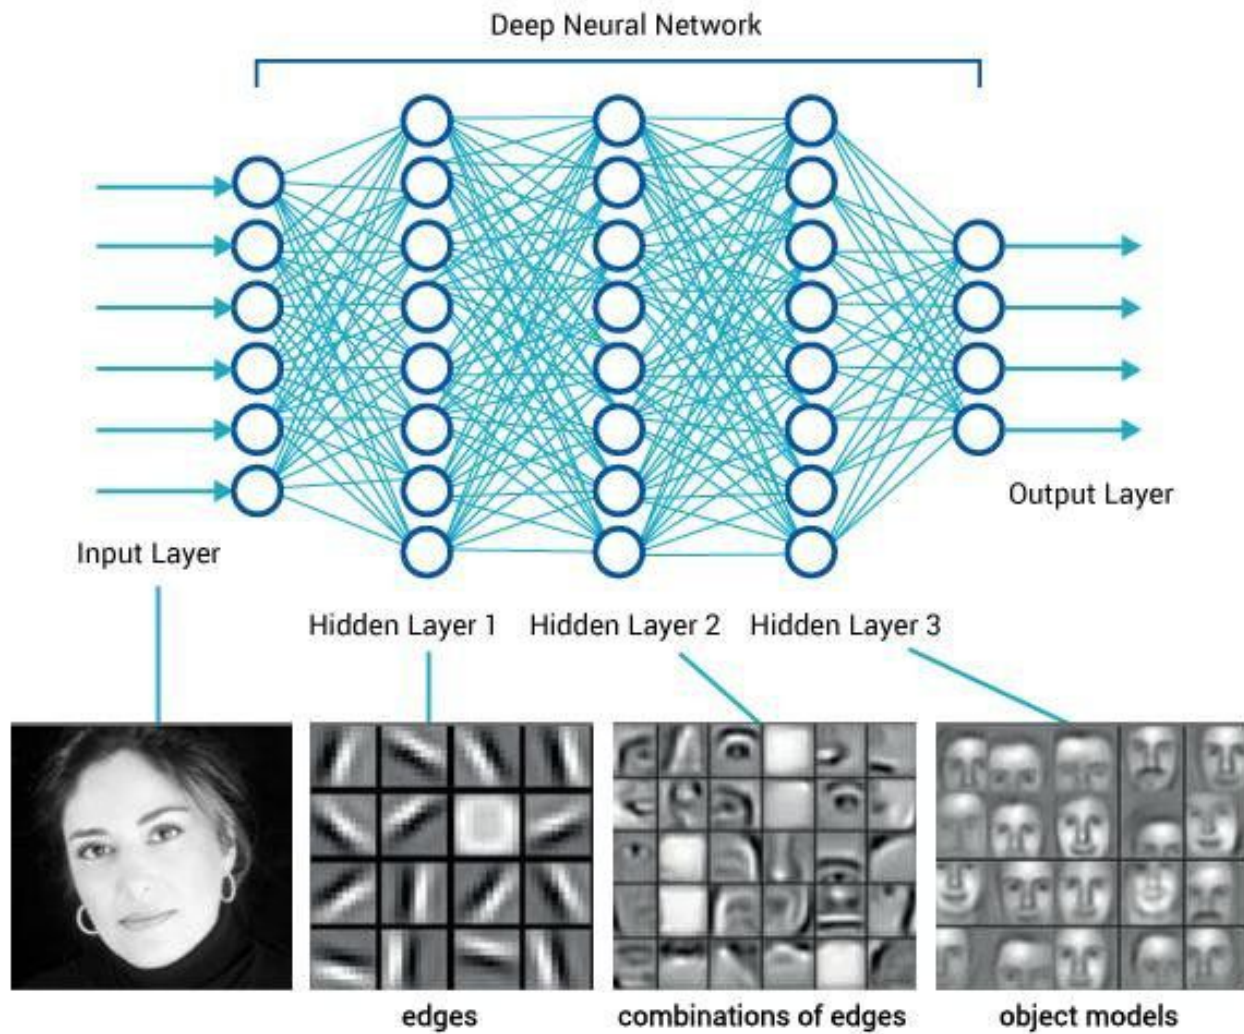 Deep Neural Network
Output Layer
Input Layer
Hidden Layer 1
Hidden Layer 2
Hidden Layer 3
edges
combinations of edges
object models